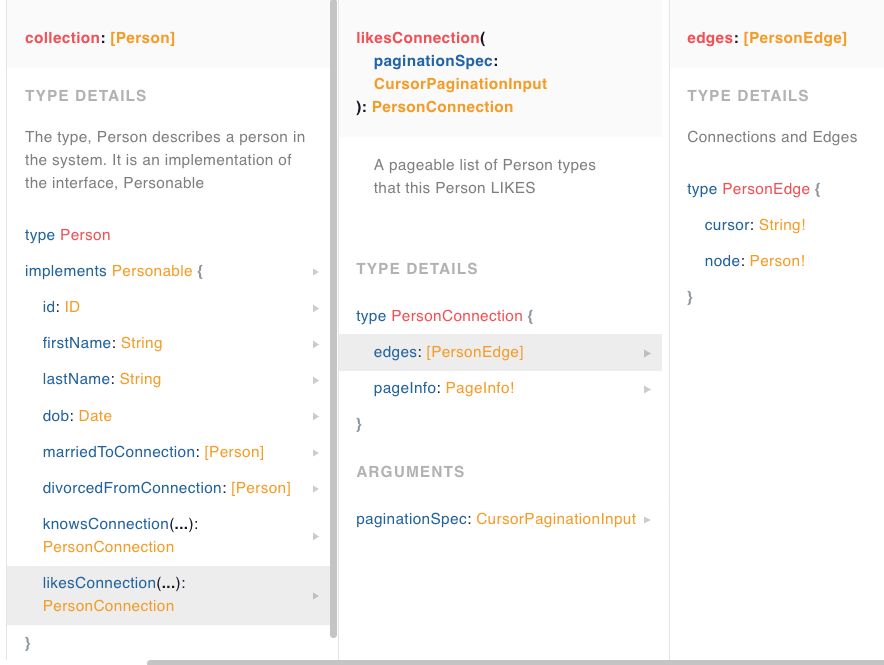 collection: [Person]
TYPE DETAILS
The type, Person describes a person in
the system. It is an implementation of
the interface, Personable
type Person
implements Personable {
id: ID
firstName: String
lastName: String
dob: Date
marriedToConnection: [Person]
divorcedFromConnection: [Person]
knowsConnection(...):
PersonConnection
likesConnection(...):
PersonConnection
}
likesConnection(
paginationSpec:
CursorPaginationInput
): PersonConnection
A pageable list of Person types
that this Person LIKES
TYPE DETAILS
type PersonConnection {
edges: [PersonEdge]
pageInfo: PageInfo!
}
ARGUMENTS
paginationSpec: CursorPaginationInput
edges: [PersonEdge]
TYPE DETAILS
Connections and Edges
type PersonEdge {
cursor: String!
node: Person!
}